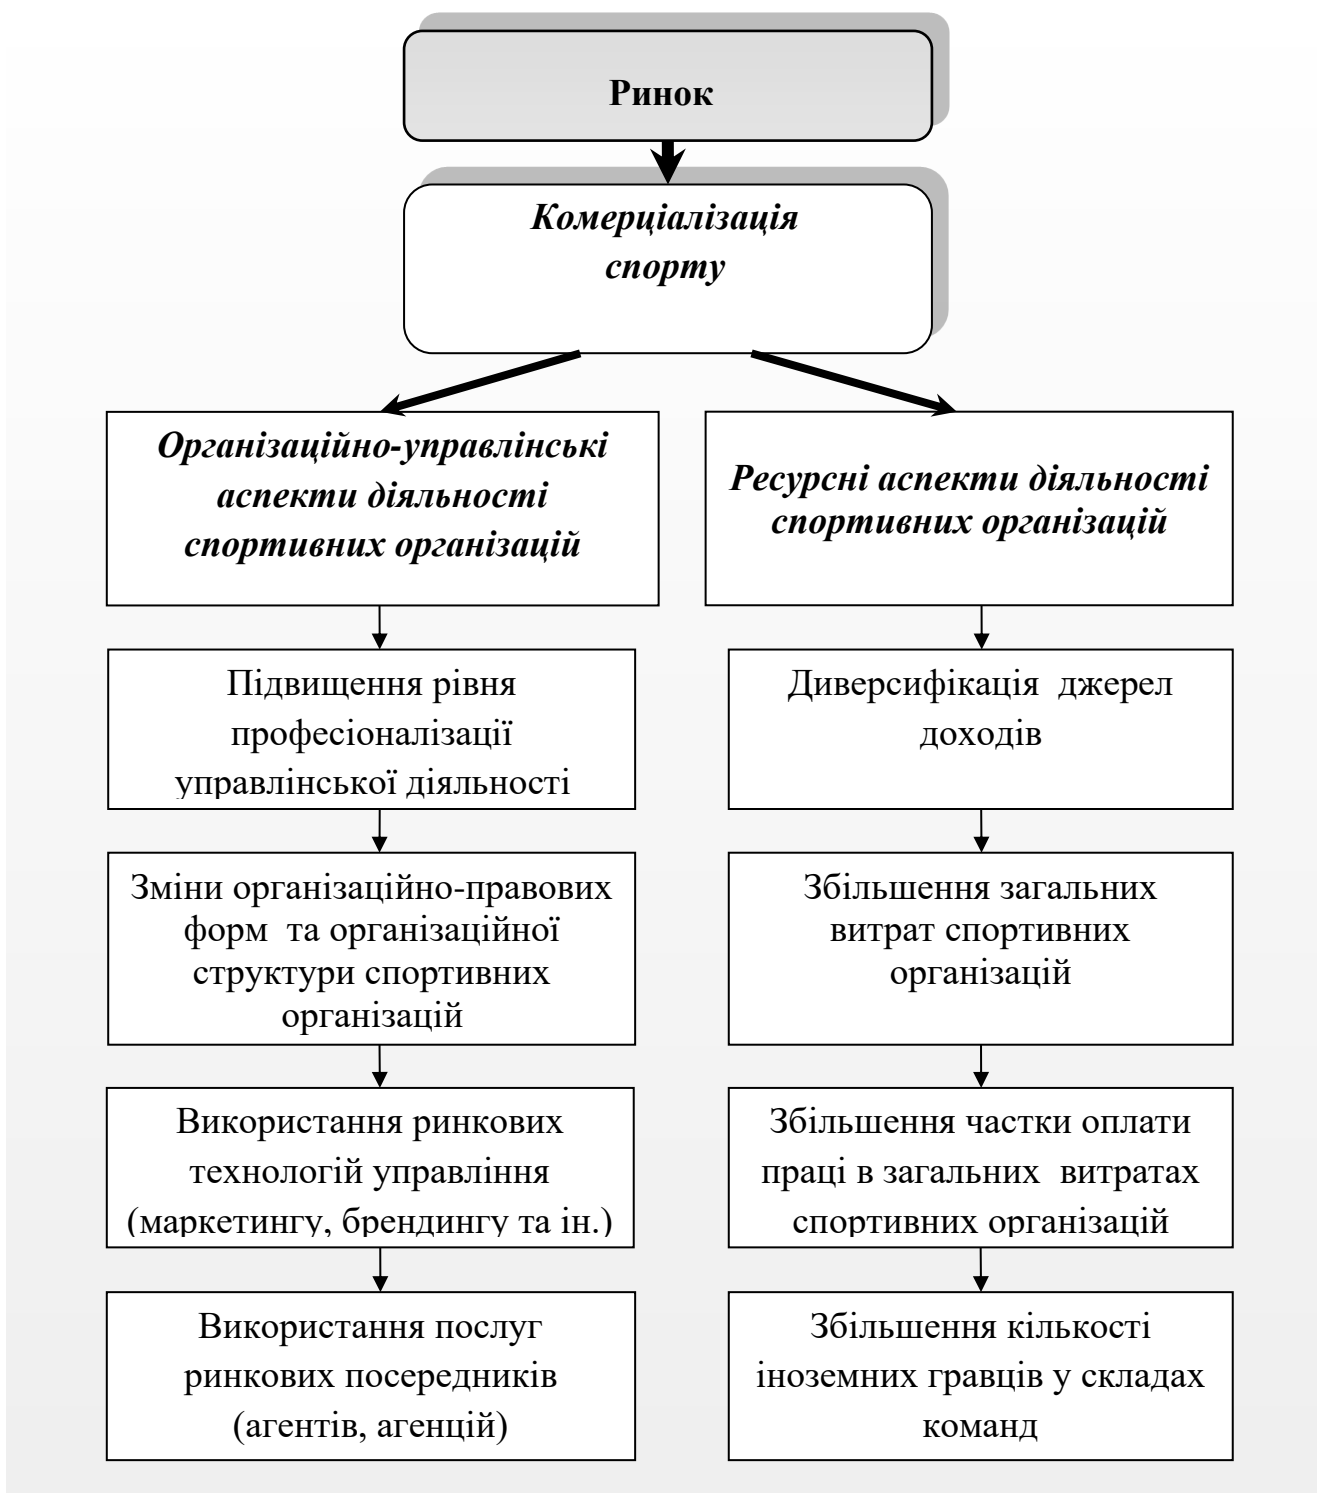 Ринок
Комерціалізація
спорту
Організаційно-управлінські
аспекти діяльності
спортивних організацій
Ресурсні аспекти діяльності
спортивних організацій
Підвищення рівня
професіоналізації
управлінської діяльності
Диверсифікація джерел
доходів
Зміни організаційно-правових
форм та організаційної
структури спортивних
організацій
Збільшення загальних
витрат спортивних
організацій
Використання ринкових
технологій управління
(маркетингу, брендингу та ін.)
Збільшення частки оплати
праці в загальних витратах
спортивних організацій
Використання послуг
ринкових посередників
(агентів, агенцій)
Збільшення кількості
іноземних гравців у складах
команд